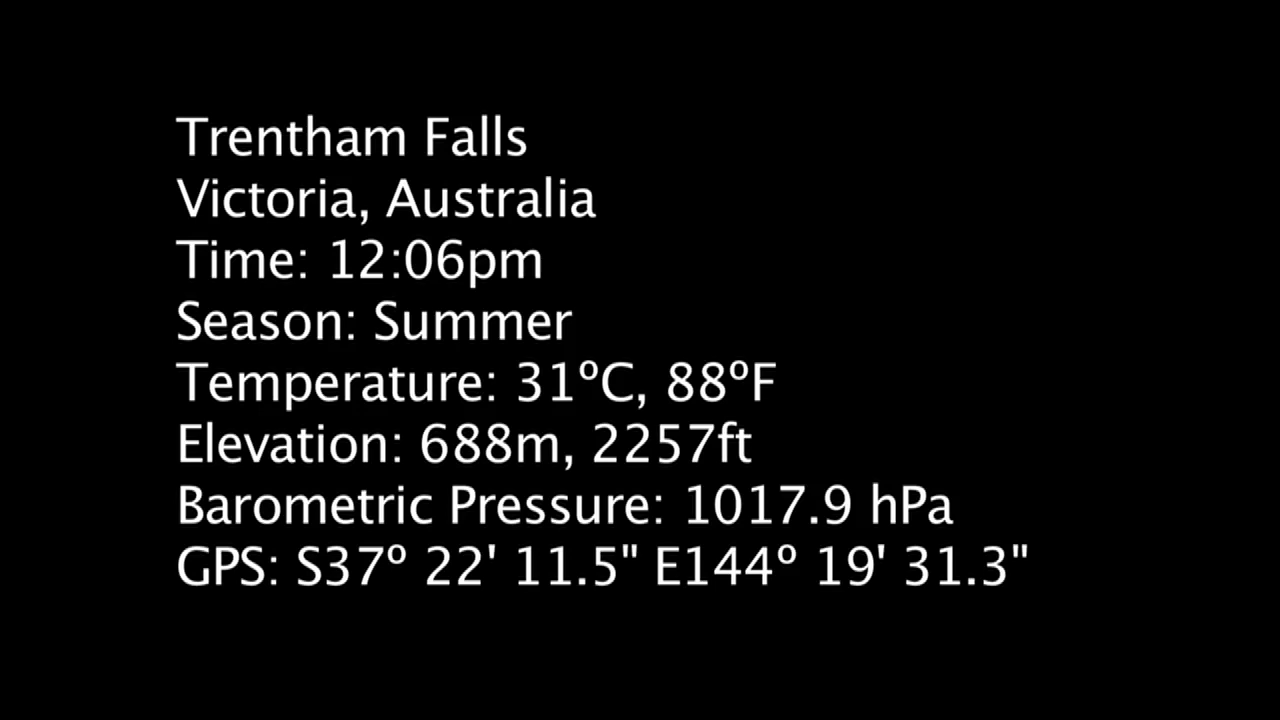 Trentham Falls
Victoria, Australia
Time: 12:06pm
Season: Summer
Temperature: 31ºC, 88ºF
Elevation: 688m, 2257ft
Barometric Pressure: 1017.9 hPa
GPS: S37º 22' 11.5" E144º 19' 31.3"